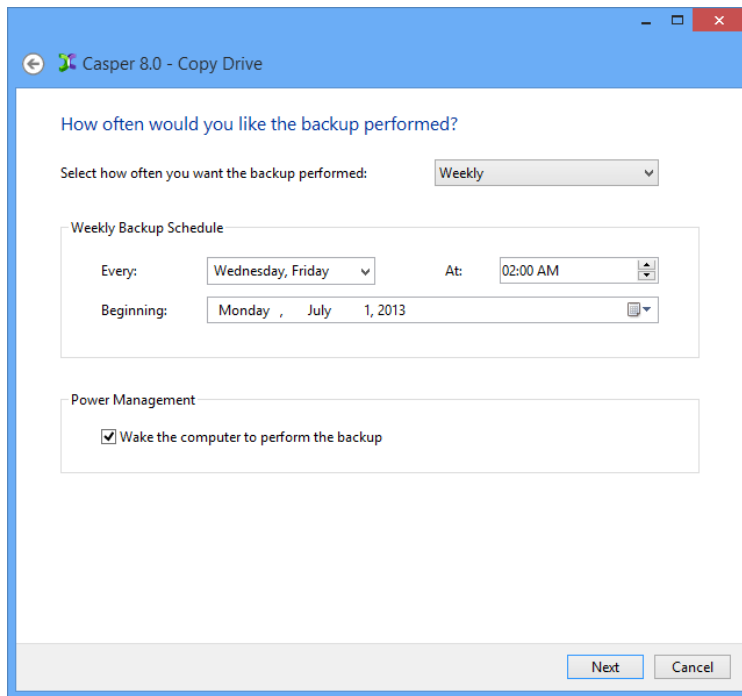 Casper 8.0 - Copy Drive
How often would you like the backup performed?
Select how often you want the backup performed: Weekly
Weekly Backup Schedule
Every: Wednesday, Friday At: 02:00 AM
Beginning: Monday , July 1, 2013
Power Management
Wake the computer to perform the backup
Next Cancel